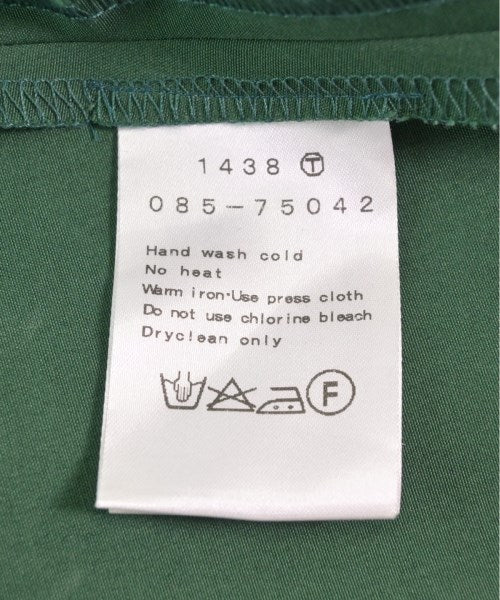 1438 Ⓣ
085-75042
Hand wash cold
No heat
Warm iron·Use press cloth
Do not use chlorine bleach
Dryclean only
F